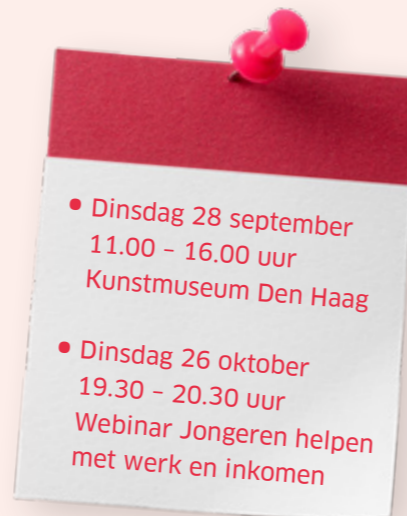 • Dinsdag 28 september
11.00 – 16.00 uur
Kunstmuseum Den Haag
• Dinsdag 26 oktober
19.30 – 20.30 uur
Webinar Jongeren helpen
met werk en inkomen